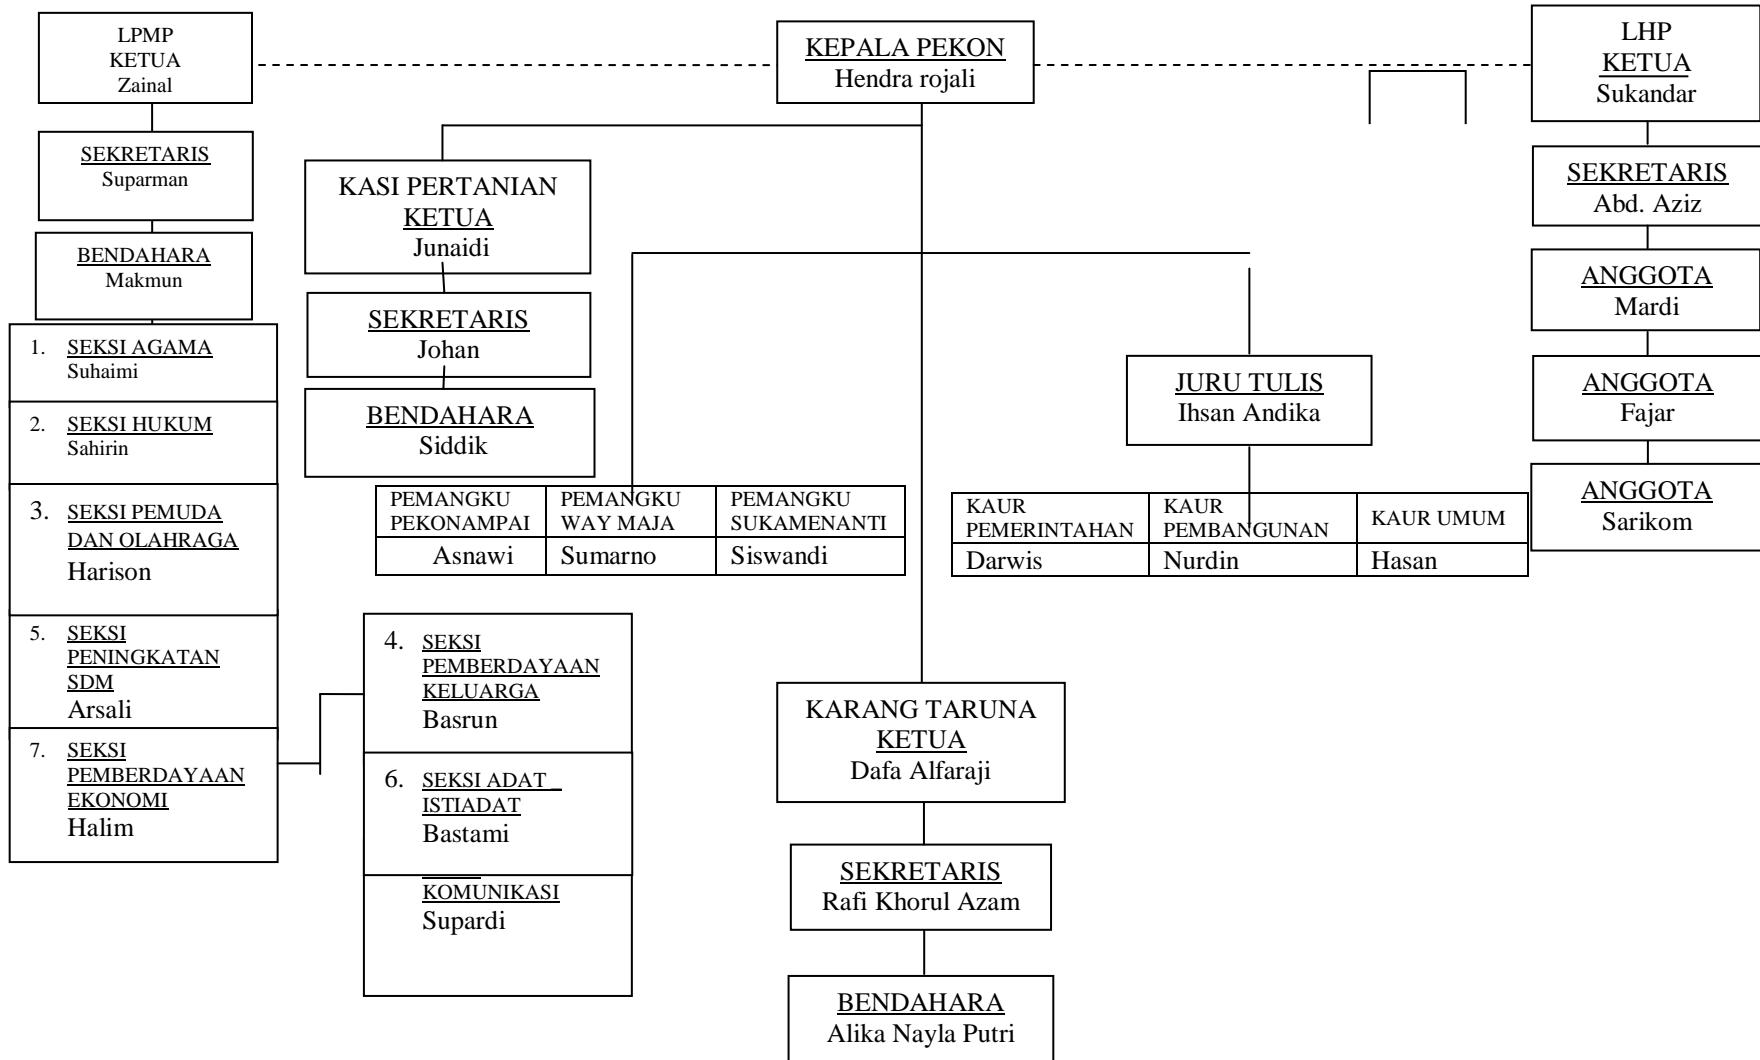 LPMP
KETUA
Zainal
KEPALA PEKON
Hendra rojali
LHP
KETUA
Sukandar
SEKRETARIS
Suparman
BENDAHARA
Makmun
1. SEKSI AGAMA
Suhaimi
2. SEKSI HUKUM
Sahirin
3. SEKSI PEMUDA
DAN OLAHRAGA
Harison
5. SEKSI
PENINGKATAN
SDM
Arsali
7. SEKSI
PEMBERDAYAAN
EKONOMI
Halim
4. SEKSI
PEMBERDAYAAN
KELUARGA
Basrun
6. SEKSI ADAT _
ISTIADAT
Bastami
KOMUNIKASI
Supardi
KASI PERTANIAN
KETUA
Junaidi
SEKRETARIS
Johan
BENDAHARA
Siddik
PEMANGKU
PEKONAMPAI
Asnawi
PEMANGKU
WAY MAJA
Sumarno
PEMANGKU
SUKAMENANTI
Siswandi
JURU TULIS
Ihsan Andika
KAUR
PEMERINTAHAN
Darwis
KAUR
PEMBANGUNAN
Nurdin
KAUR UMUM
Hasan
KARANG TARUNA
KETUA
Dafa Alfaraji
SEKRETARIS
Rafi Khorul Azam
BENDAHARA
Alika Nayla Putri
SEKRETARIS
Abd. Aziz
ANGGOTA
Mardi
ANGGOTA
Fajar
ANGGOTA
Sarikom